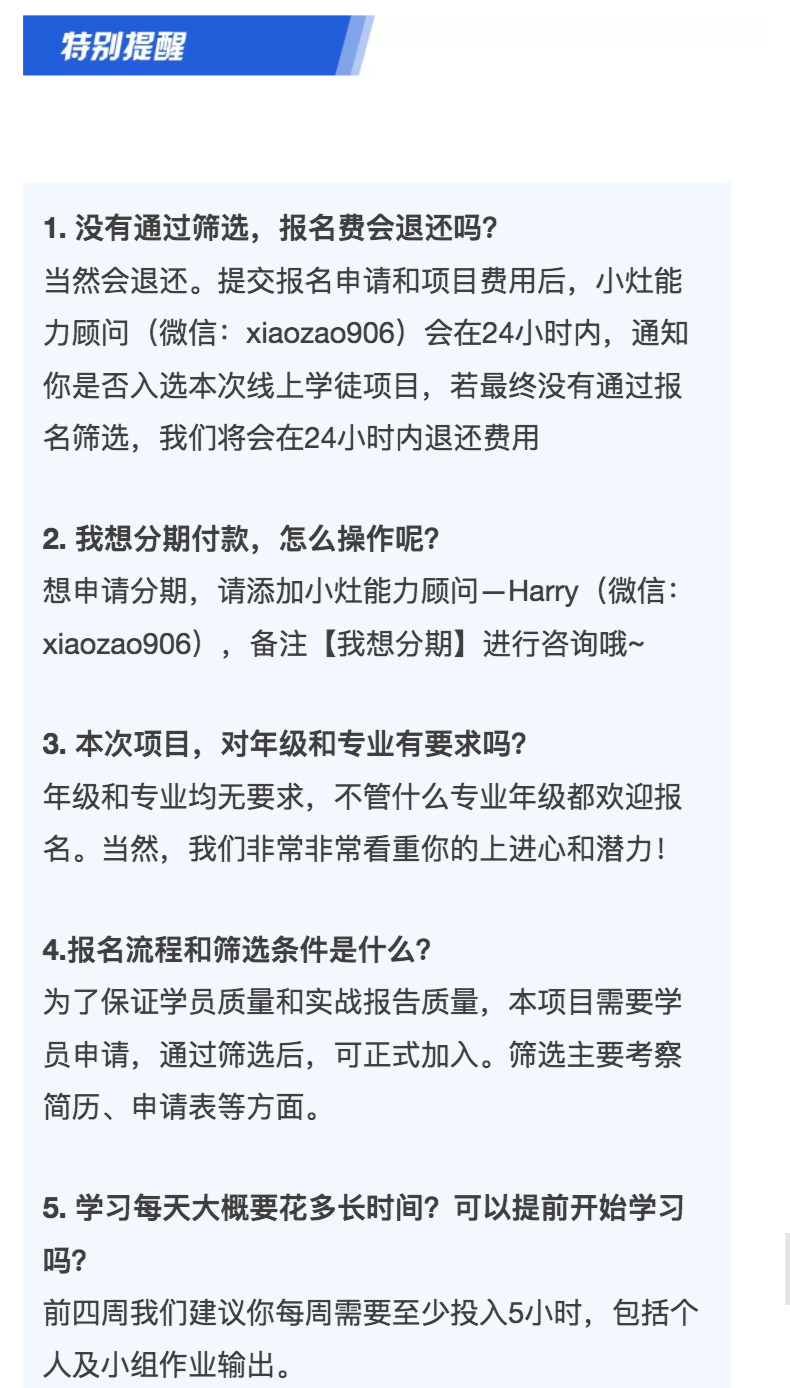 特别提醒
1. 没有通过筛选，报名费会退还吗？
当然会退还。提交报名申请和项目费用后，小灶能
力顾问（微信：xiaozao906）会在24小时内，通知
你是否入选本次线上学徒项目，若最终没有通过报
名筛选，我们将会在24小时内退还费用
2. 我想分期付款，怎么操作呢？
想申请分期，请添加小灶能力顾问—Harry（微信：
xiaozao906），备注【我想分期】进行咨询哦~
3. 本次项目，对年级和专业有要求吗？
年级和专业均无要求，不管什么专业年级都欢迎报
名。当然，我们非常非常看重你的上进心和潜力！
4.报名流程和筛选条件是什么？
为了保证学员质量和实战报告质量，本项目需要学
员申请，通过筛选后，可正式加入。筛选主要考察
简历、申请表等方面。
5. 学习每天大概要花多长时间？可以提前开始学习
吗？
前四周我们建议你每周需要至少投入5小时，包括个
人及小组作业输出。